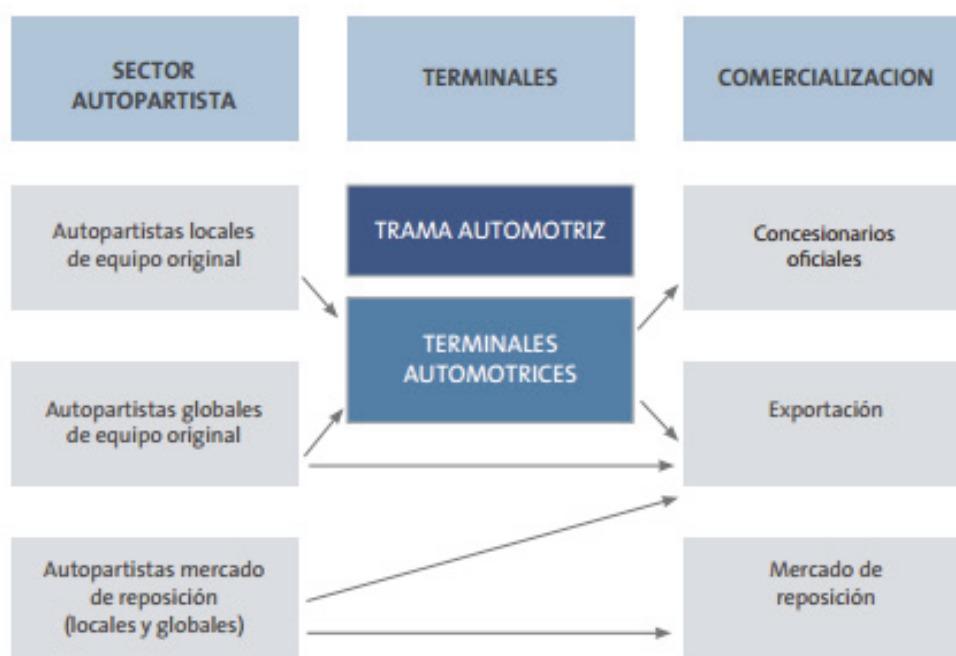 SECTOR
AUTOPARTISTA
TERMINALES
COMERCIALIZACION
Autopartistas locales
de equipo original
TRAMA AUTOMOTRIZ
Concesionarios
oficiales
TERMINALES
AUTOMOTRICES
Autopartistas globales
de equipo original
Exportación
Autopartistas mercado
de reposición
(locales y globales)
Mercado de
reposición